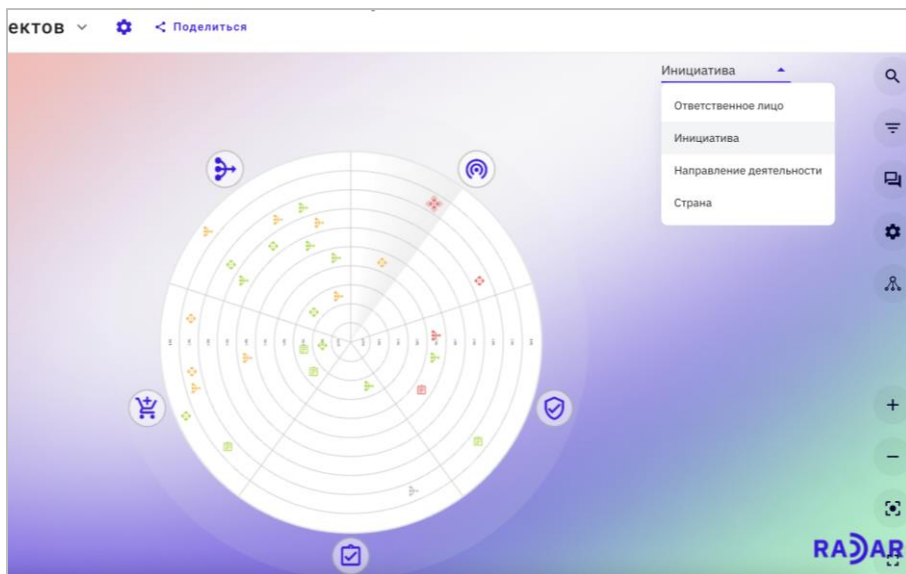 ектов
Поделиться
Инициатива
Ответственное лицо
Инициатива
Направление деятельности
Страна
RADAR